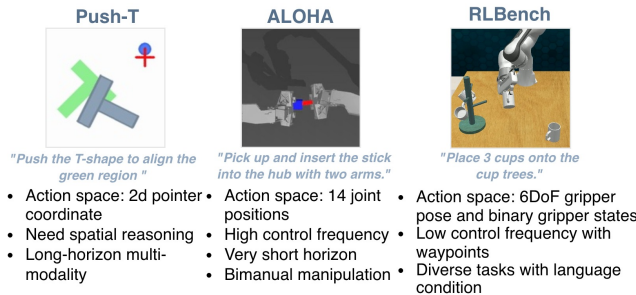 Push-T
"Push the T-shape to align the
green region "
• Action space: 2d pointer
coordinate
• Need spatial reasoning
• Long-horizon multi-
modality
ALOHA
"Pick up and insert the stick
into the hub with two arms."
• Action space: 14 joint
positions
• High control frequency
• Very short horizon
• Bimanual manipulation
RLBench
"Place 3 cups onto the
cup trees."
• Action space: 6DoF gripper
pose and binary gripper states
• Low control frequency with
waypoints
• Diverse tasks with language
condition